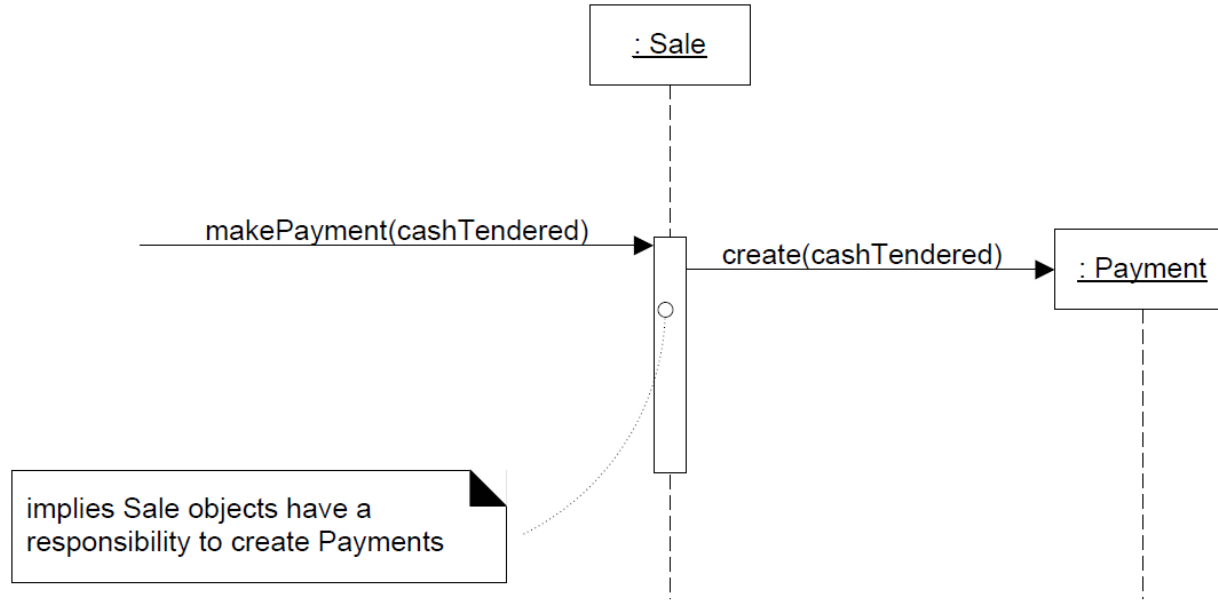 : Sale
makePayment(cashTendered)
create(cashTendered)
: Payment
implies Sale objects have a
responsibility to create Payments